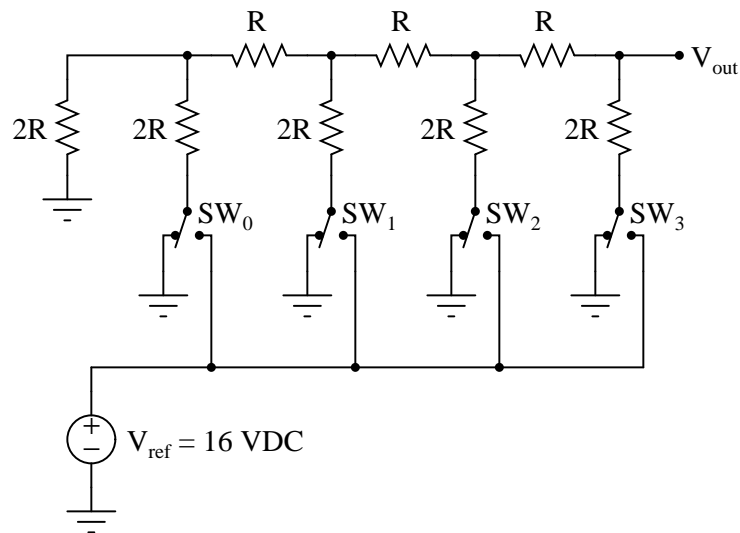 R R R
V_out
2R 2R 2R 2R 2R
SW_0 SW_1 SW_2 SW_3
+
−
V_ref = 16 VDC